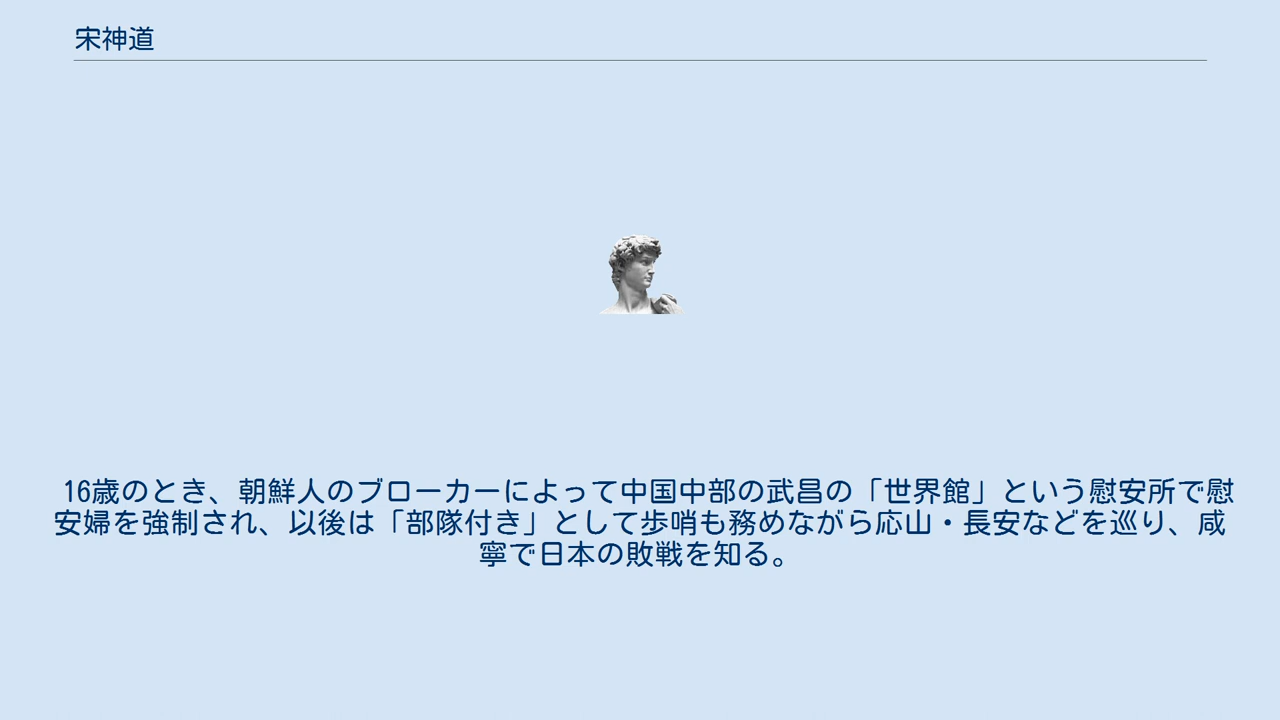 宋神道
16歳のとき、朝鮮人のブローカーによって中国中部の武昌の「世界館」という慰安所で慰
安婦を強制され、以後は「部隊付き」として歩哨も務めながら応山・長安などを巡り、咸
寧で日本の敗戦を知る。